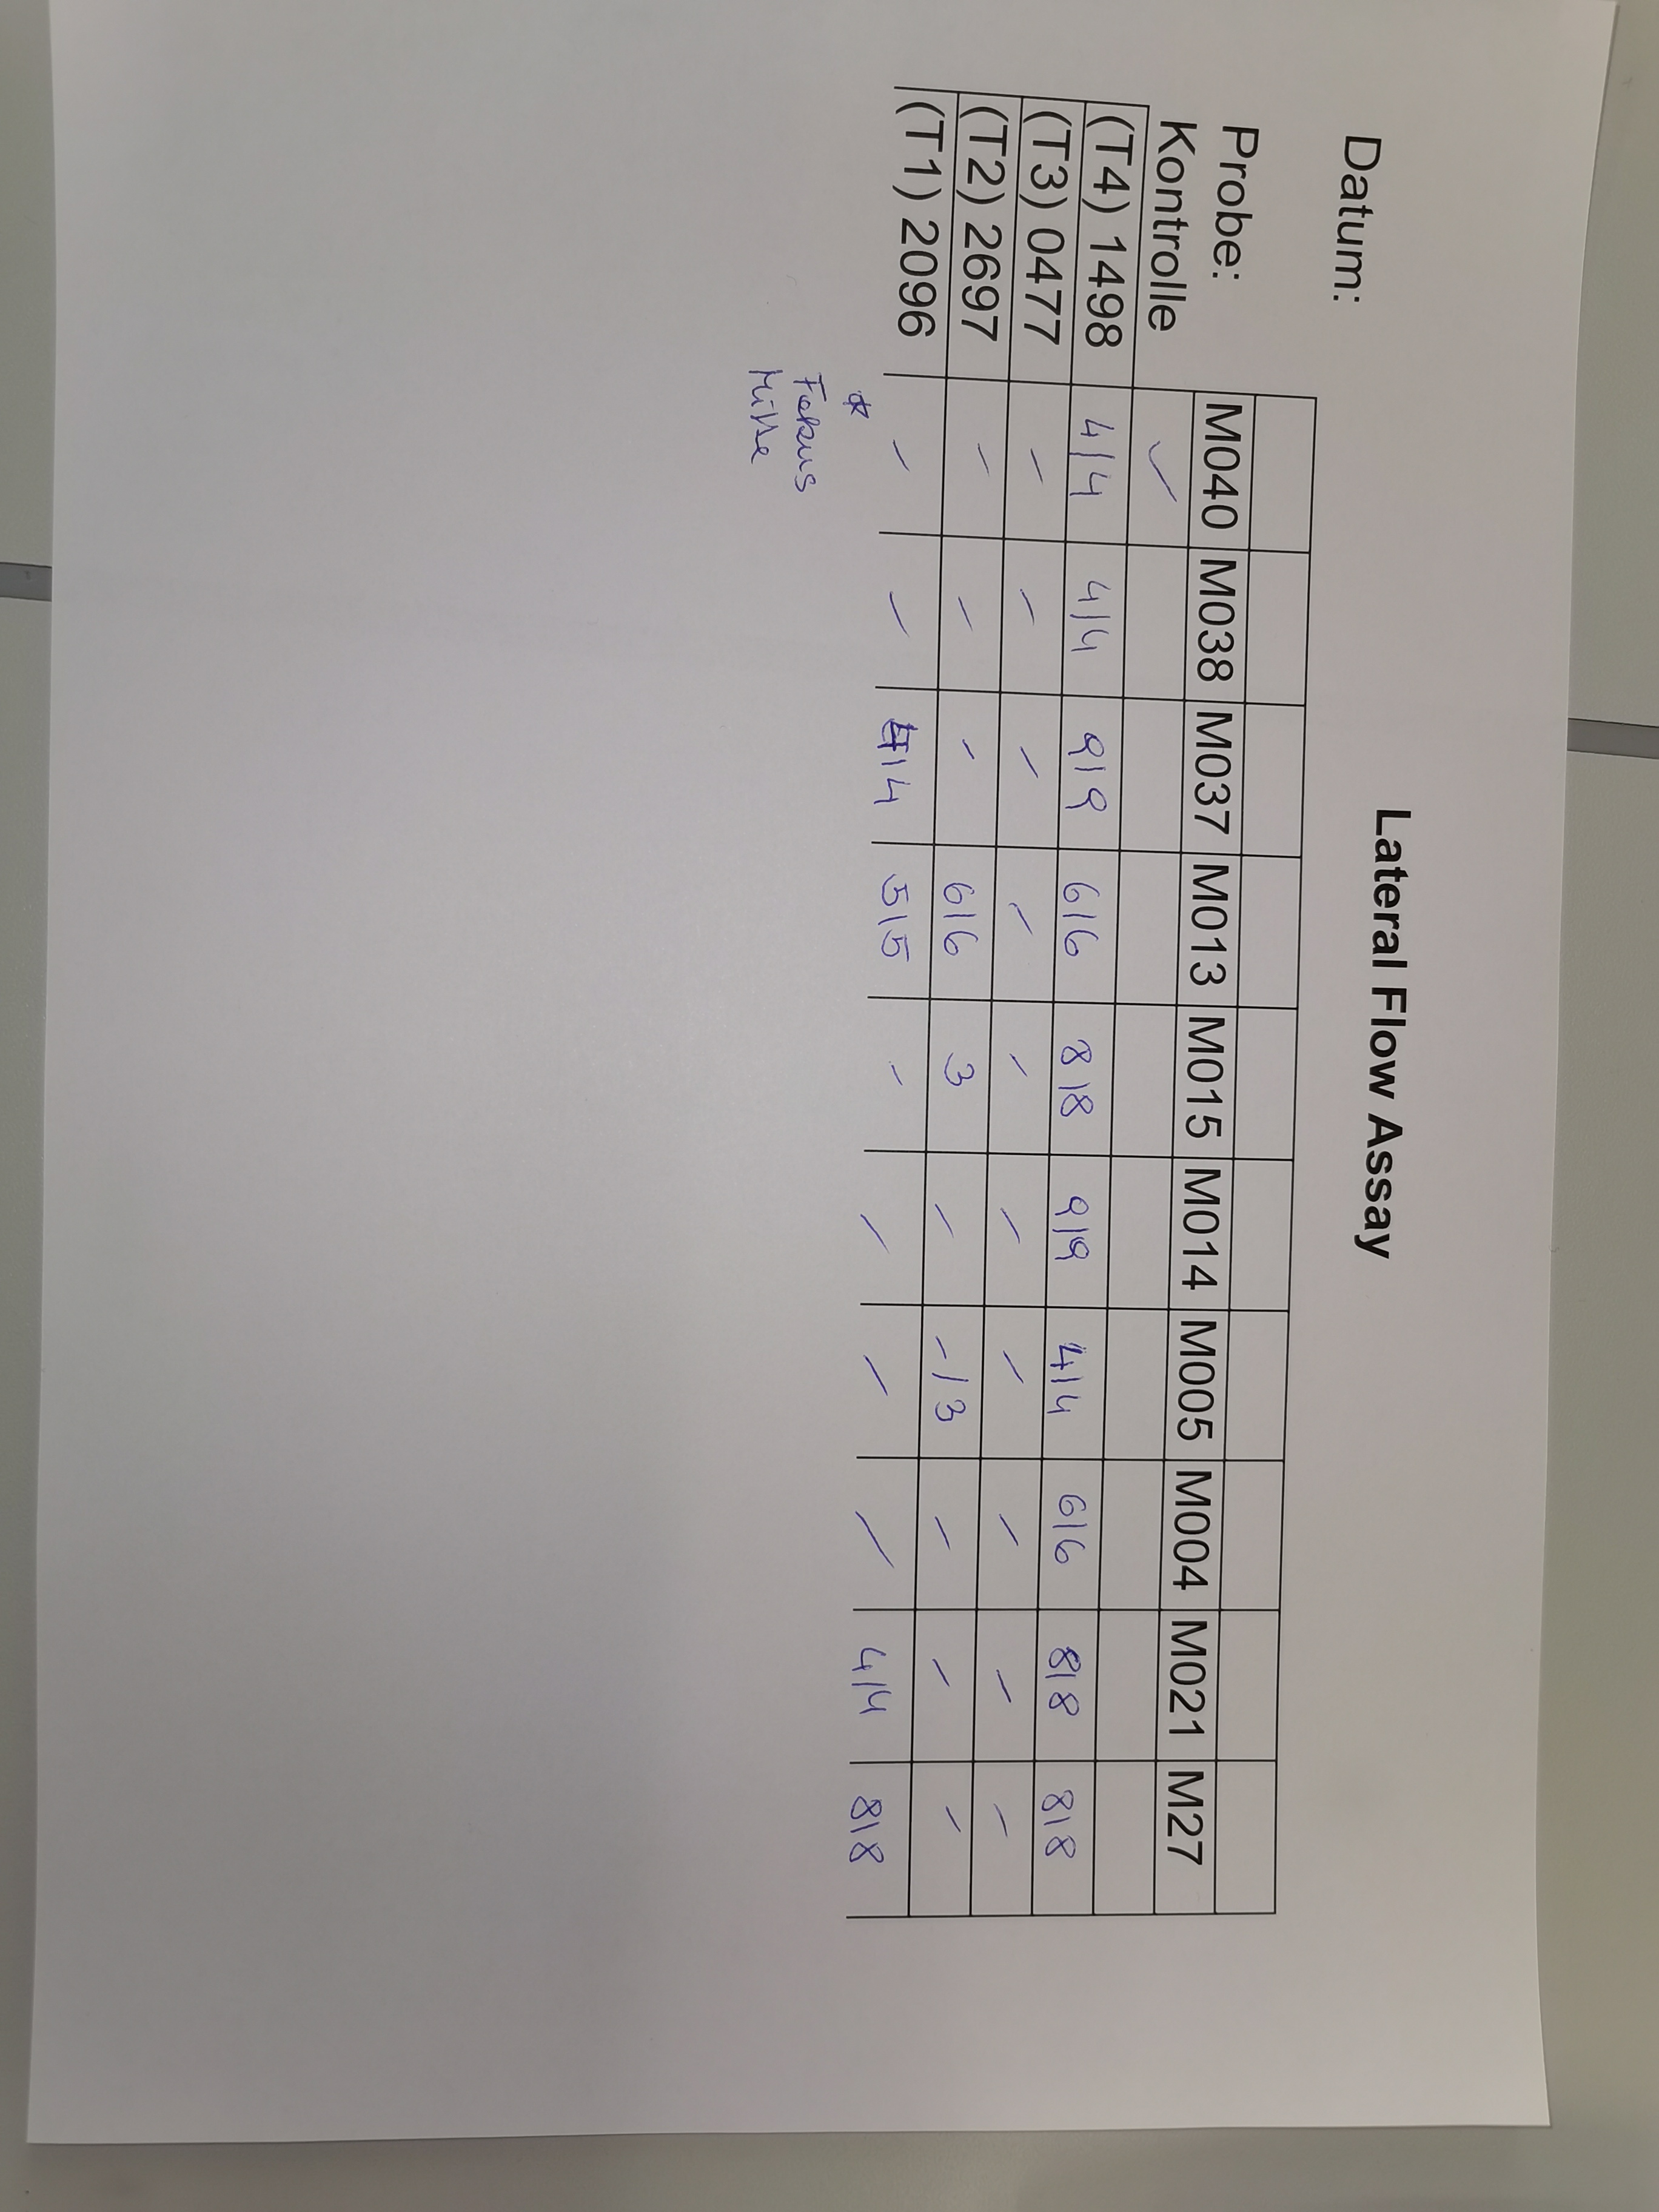 Lateral Flow Assay
Datum:
Probe: M040 M038 M037 M013 M015 M014 M005 M004 M021 M27
Kontrolle ✓
(T4) 1498 4/4 4/4 9/9 6/6 8/8 9/9 4/4 6/6 8/8 8/8
(T3) 0477 - - - - - - - - - -
(T2) 2697 - - - 6/6 3 - -/3 - - -
(T1) 2096 - - 4/4 5/5 - - - - 4/4 8/8
*
Fokus
Mitte